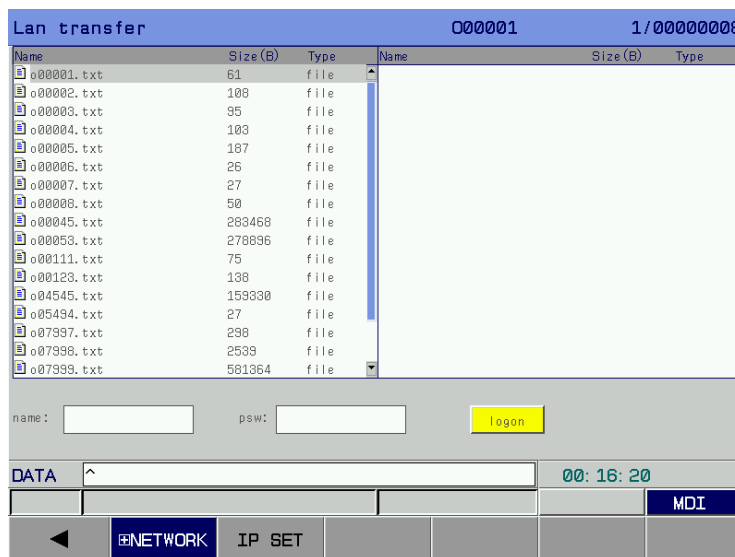 Lan transfer O00001 1/00000008
Name Size(B) Type Name Size(B) Type
o00001.txt 61 file
o00002.txt 108 file
o00003.txt 95 file
o00004.txt 103 file
o00005.txt 187 file
o00006.txt 26 file
o00007.txt 27 file
o00008.txt 50 file
o00045.txt 283468 file
o00053.txt 278896 file
o00111.txt 75 file
o00123.txt 138 file
o04545.txt 159330 file
o05494.txt 27 file
o07997.txt 298 file
o07998.txt 2539 file
o07999.txt 581364 file
name: psw: logon
DATA ^ 00:16:20
MDI
◀ ⊞NETWORK IP SET